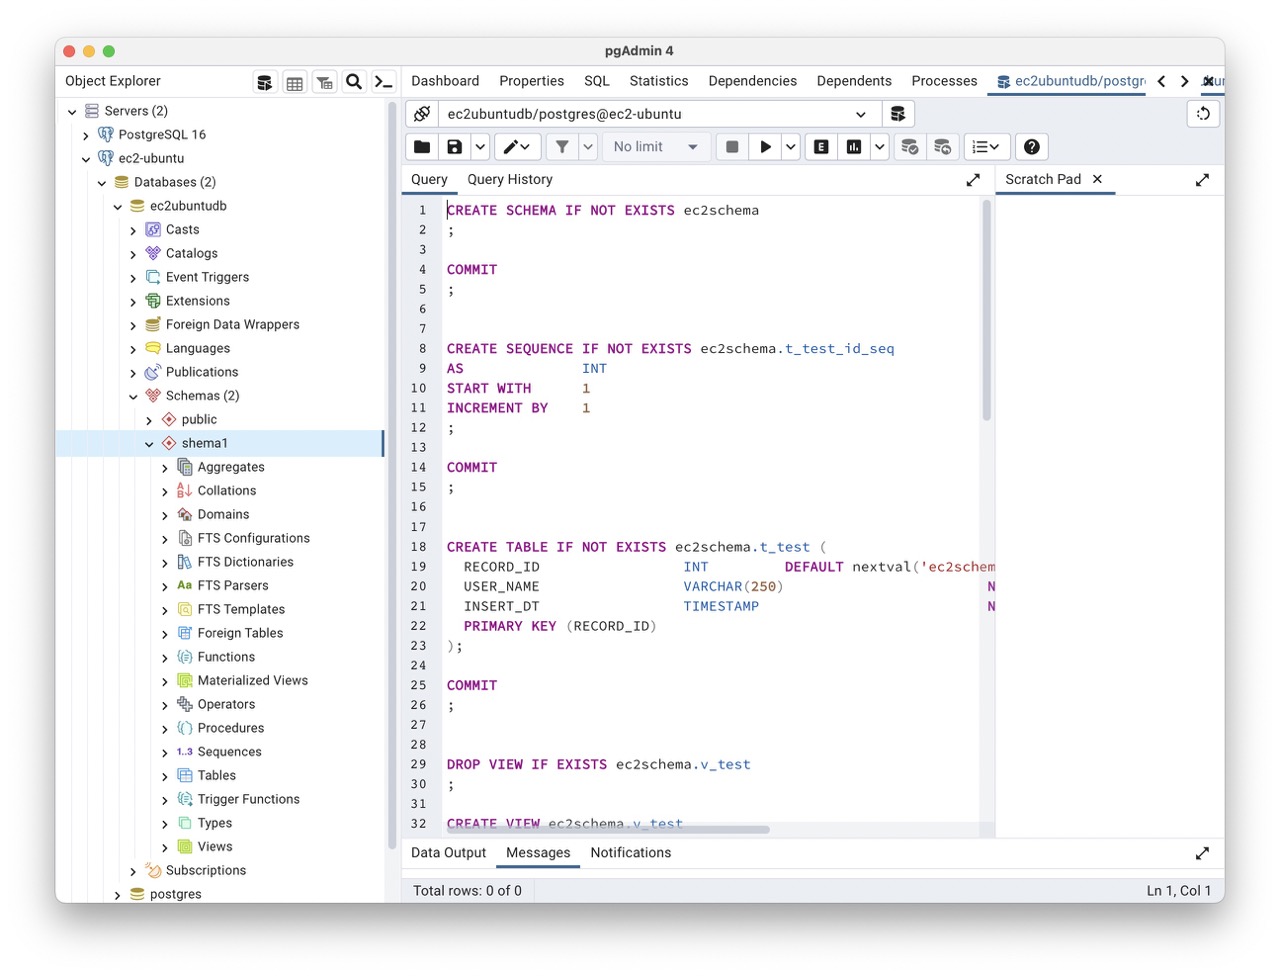 pgAdmin 4
Object Explorer
Dashboard Properties SQL Statistics Dependencies Dependents Processes ec2ubuntudb/postgr
Servers (2)
PostgreSQL 16
ec2-ubuntu
Databases (2)
ec2ubuntudb
Casts
Catalogs
Event Triggers
Extensions
Foreign Data Wrappers
Languages
Publications
Schemas (2)
public
shema1
Aggregates
Collations
Domains
FTS Configurations
FTS Dictionaries
Aa FTS Parsers
FTS Templates
Foreign Tables
Functions
Materialized Views
Operators
Procedures
1..3 Sequences
Tables
Trigger Functions
Types
Views
Subscriptions
postgres
ec2ubuntudb/postgres@ec2-ubuntu
No limit
E
Query Query History
Scratch Pad
1 CREATE SCHEMA IF NOT EXISTS ec2schema
2 ;
3
4 COMMIT
5 ;
6
7
8 CREATE SEQUENCE IF NOT EXISTS ec2schema.t_test_id_seq
9 AS INT
10 START WITH 1
11 INCREMENT BY 1
12 ;
13
14 COMMIT
15 ;
16
17
18 CREATE TABLE IF NOT EXISTS ec2schema.t_test (
19 RECORD_ID INT DEFAULT nextval('ec2schem
20 USER_NAME VARCHAR(250) N
21 INSERT_DT TIMESTAMP N
22 PRIMARY KEY (RECORD_ID)
23 );
24
25 COMMIT
26 ;
27
28
29 DROP VIEW IF EXISTS ec2schema.v_test
30 ;
31
32 CREATE VIEW ec2schema.v_test
Data Output Messages Notifications
Total rows: 0 of 0
Ln 1, Col 1